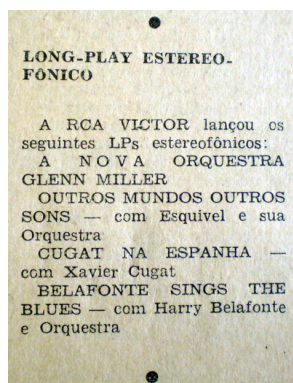 LONG-PLAY ESTEREO-
FÔNICO
A RCA VICTOR lançou os
seguintes LPs estereofônicos:
A NOVA ORQUESTRA
GLENN MILLER
OUTROS MUNDOS OUTROS
SONS — com Esquivel e sua
Orquestra
CUGAT NA ESPANHA —
com Xavier Cugat
BELAFONTE SINGS THE
BLUES — com Harry Belafonte
e Orquestra